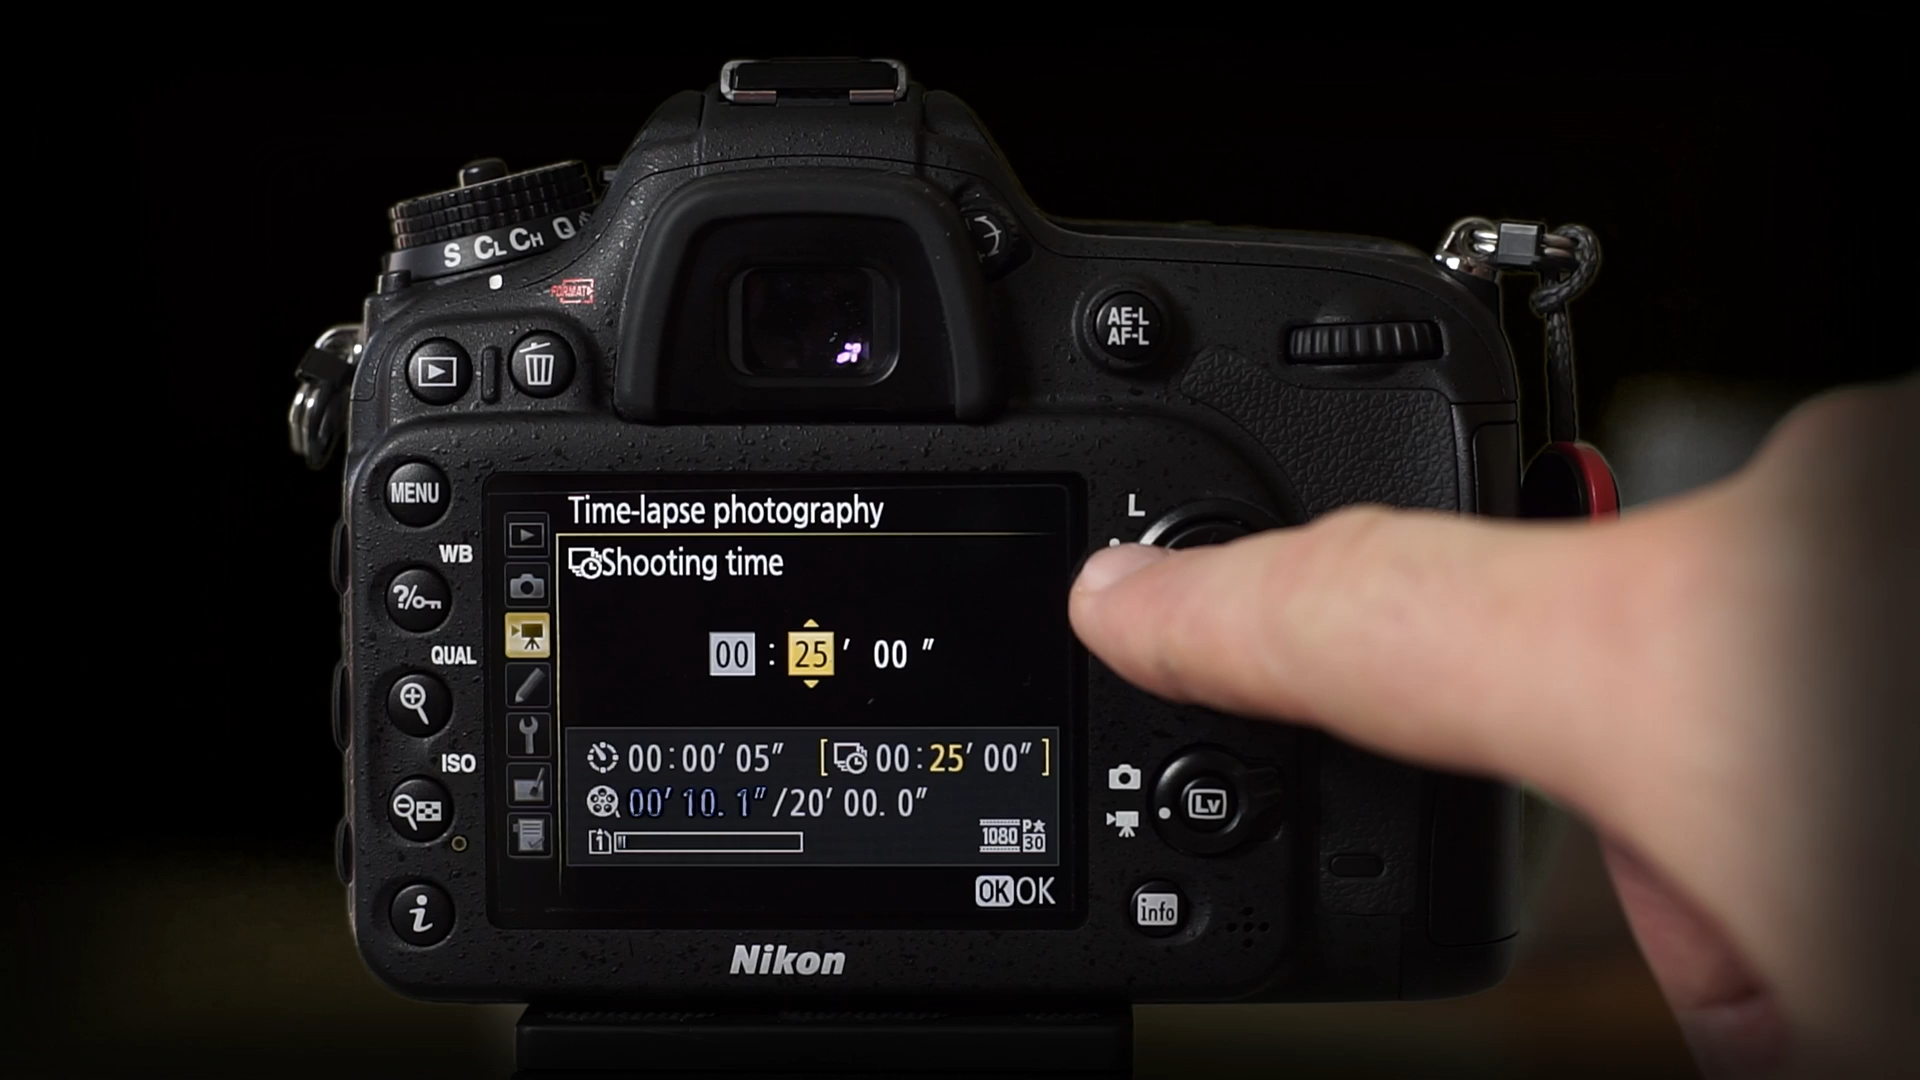 S CL CH Q
FORMAT
AE-L
AF-L
MENU
WB
?
QUAL
ISO
i
Time-lapse photography
Shooting time
00 : 25 ′ 00 ″
00:00′ 05″ [ 00:25′ 00″ ]
00′ 10. 1″ /20′ 00. 0″
1
1080 P★ 30
OK OK
L
Lv
info
Nikon